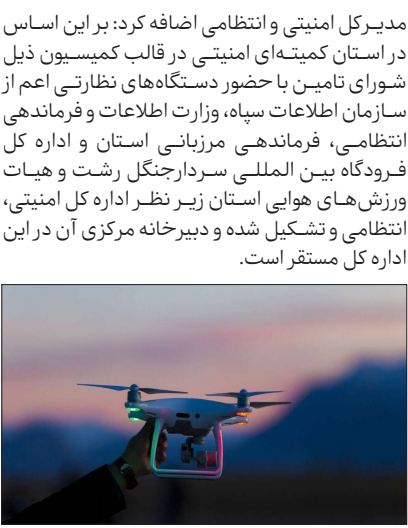 مدیرکل امنیتی و انتظامی اضافه کرد: بر این اساس
در استان کمیته‌ای امنیتی در قالب کمیسیون ذیل
شورای تامین با حضور دستگاه‌های نظارتی اعم از
سازمان اطلاعات سپاه، وزارت اطلاعات و فرماندهی
انتظامی، فرماندهی مرزبانی استان و اداره کل
فرودگاه بین المللی سردارجنگل رشت و هیات
ورزش‌های هوایی استان زیر نظر اداره کل امنیتی،
انتظامی و تشکیل شده و دبیرخانه مرکزی آن در این
اداره کل مستقر است.